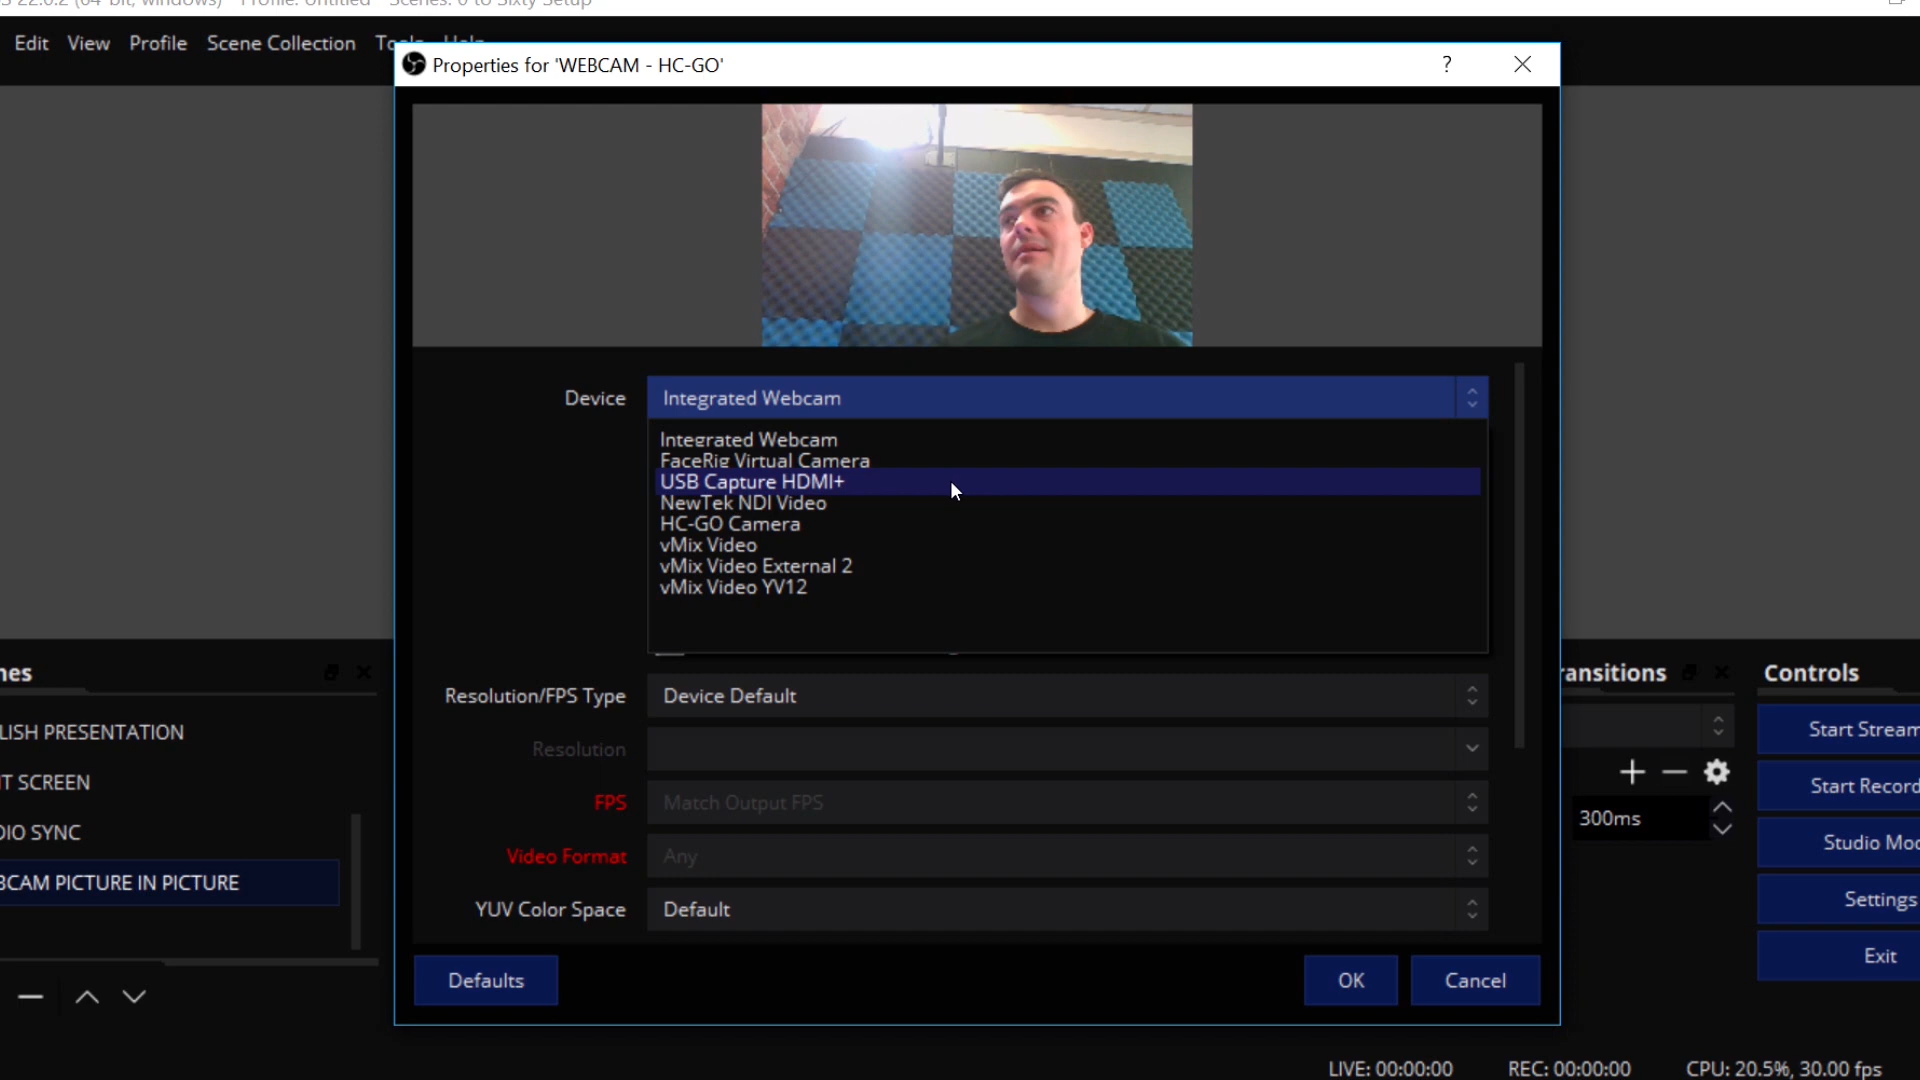 Edit View Profile Scene Collection
Properties for 'WEBCAM - HC-GO'
?
Device
Integrated Webcam
Integrated Webcam
FaceRig Virtual Camera
USB Capture HDMI+
NewTek NDI Video
HC-GO Camera
vMix Video
vMix Video External 2
vMix Video YV12
Resolution/FPS Type
Device Default
Resolution
FPS
Match Output FPS
Video Format
Any
YUV Color Space
Default
Defaults
OK
Cancel
nes
LISH PRESENTATION
T SCREEN
DIO SYNC
BCAM PICTURE IN PICTURE
ansitions
300ms
Controls
Start Stream
Start Record
Studio Mod
Settings
Exit
LIVE: 00:00:00 REC: 00:00:00 CPU: 20.5%, 30.00 fps